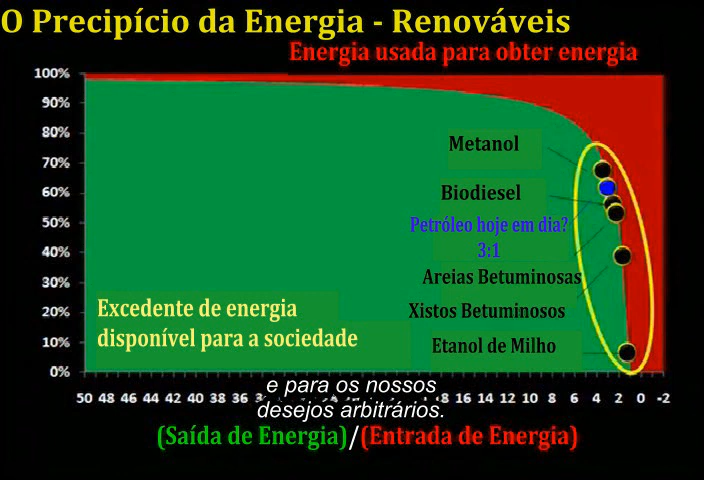 O Precipício da Energia - Renováveis
Energia usada para obter energia
100%
90%
80%
70%
60%
50%
40%
30%
20%
10%
0%
Metanol
Biodiesel
Petróleo hoje em dia?
3:1
Areias Betuminosas
Xistos Betuminosos
Etanol de Milho
Excedente de energia
disponível para a sociedade
50 48 46 44 42 40 38 36 18 16 14 12 10 8 6 4 2 0 -2
e para os nossos
desejos arbitrários.
(Saída de Energia)/(Entrada de Energia)